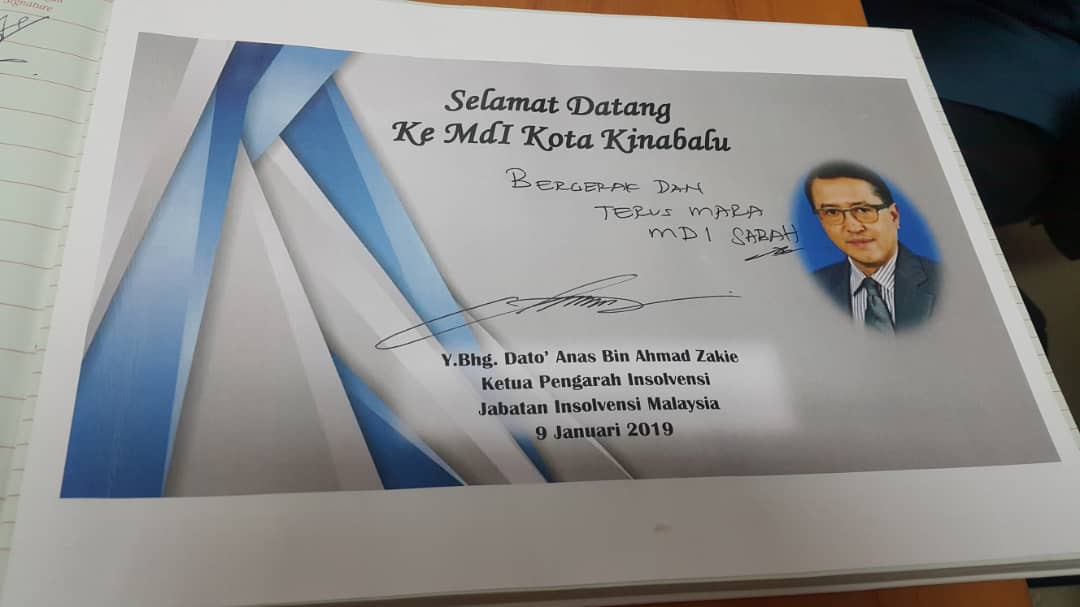 Signature
Selamat Datang
Ke MdI Kota Kinabalu
BERGERAK DAN
TERUS MARA
MDI SABAH
Y.Bhg. Dato' Anas Bin Ahmad Zakie
Ketua Pengarah Insolvensi
Jabatan Insolvensi Malaysia
9 Januari 2019